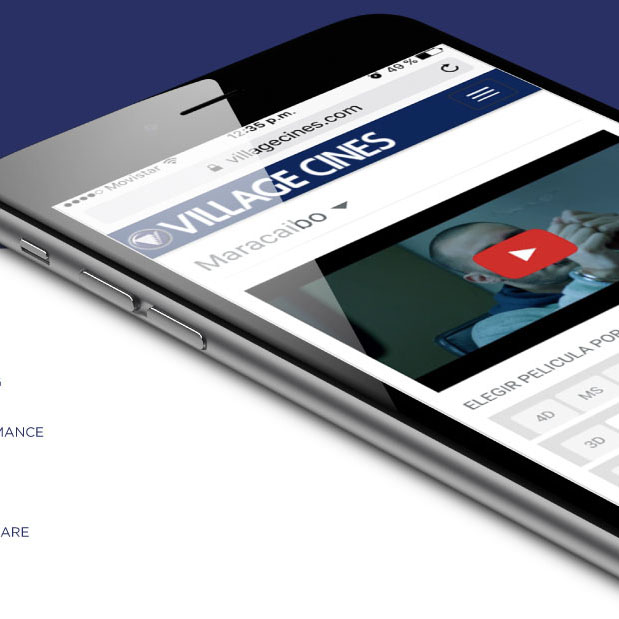 Movistar
12:35 p.m.
49 %
villagecines.com
VILLAGE CINES
Maracaibo
ELEGIR PELICULA POR
4D
MS
3D
MANCE
ARE